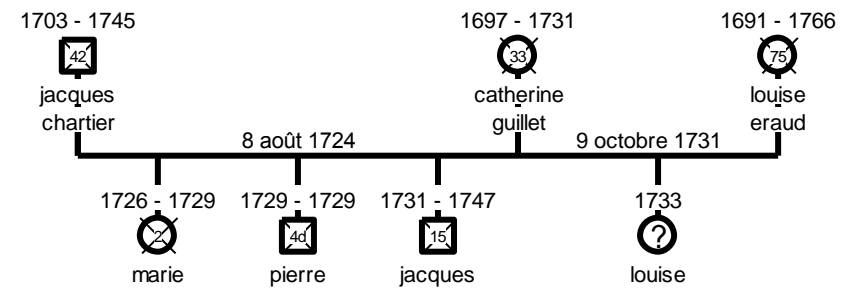 1703 - 1745 1697 - 1731 1691 - 1766
42 33 75
jacques catherine louise
chartier guillet eraud
8 août 1724 9 octobre 1731
1726 - 1729 1729 - 1729 1731 - 1747 1733
2 4d 15 ?
marie pierre jacques louise